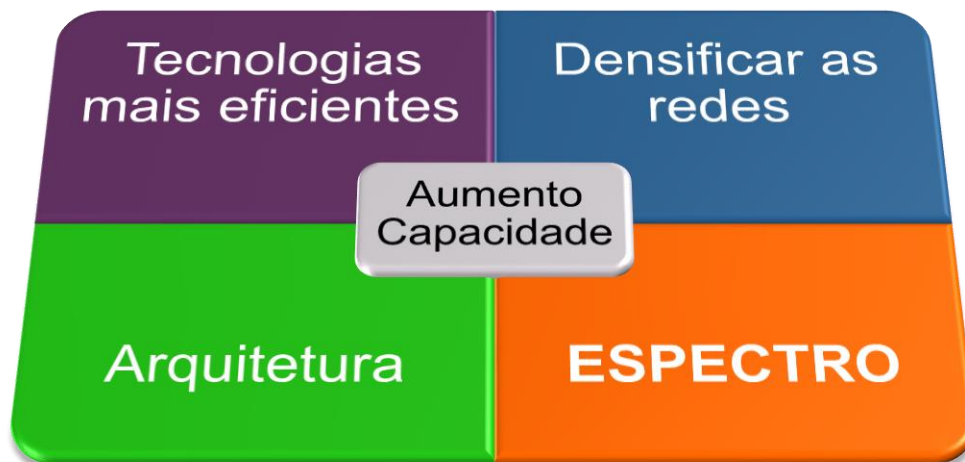 Tecnologias
mais eficientes
Densificar as
redes
Aumento
Capacidade
Arquitetura
ESPECTRO